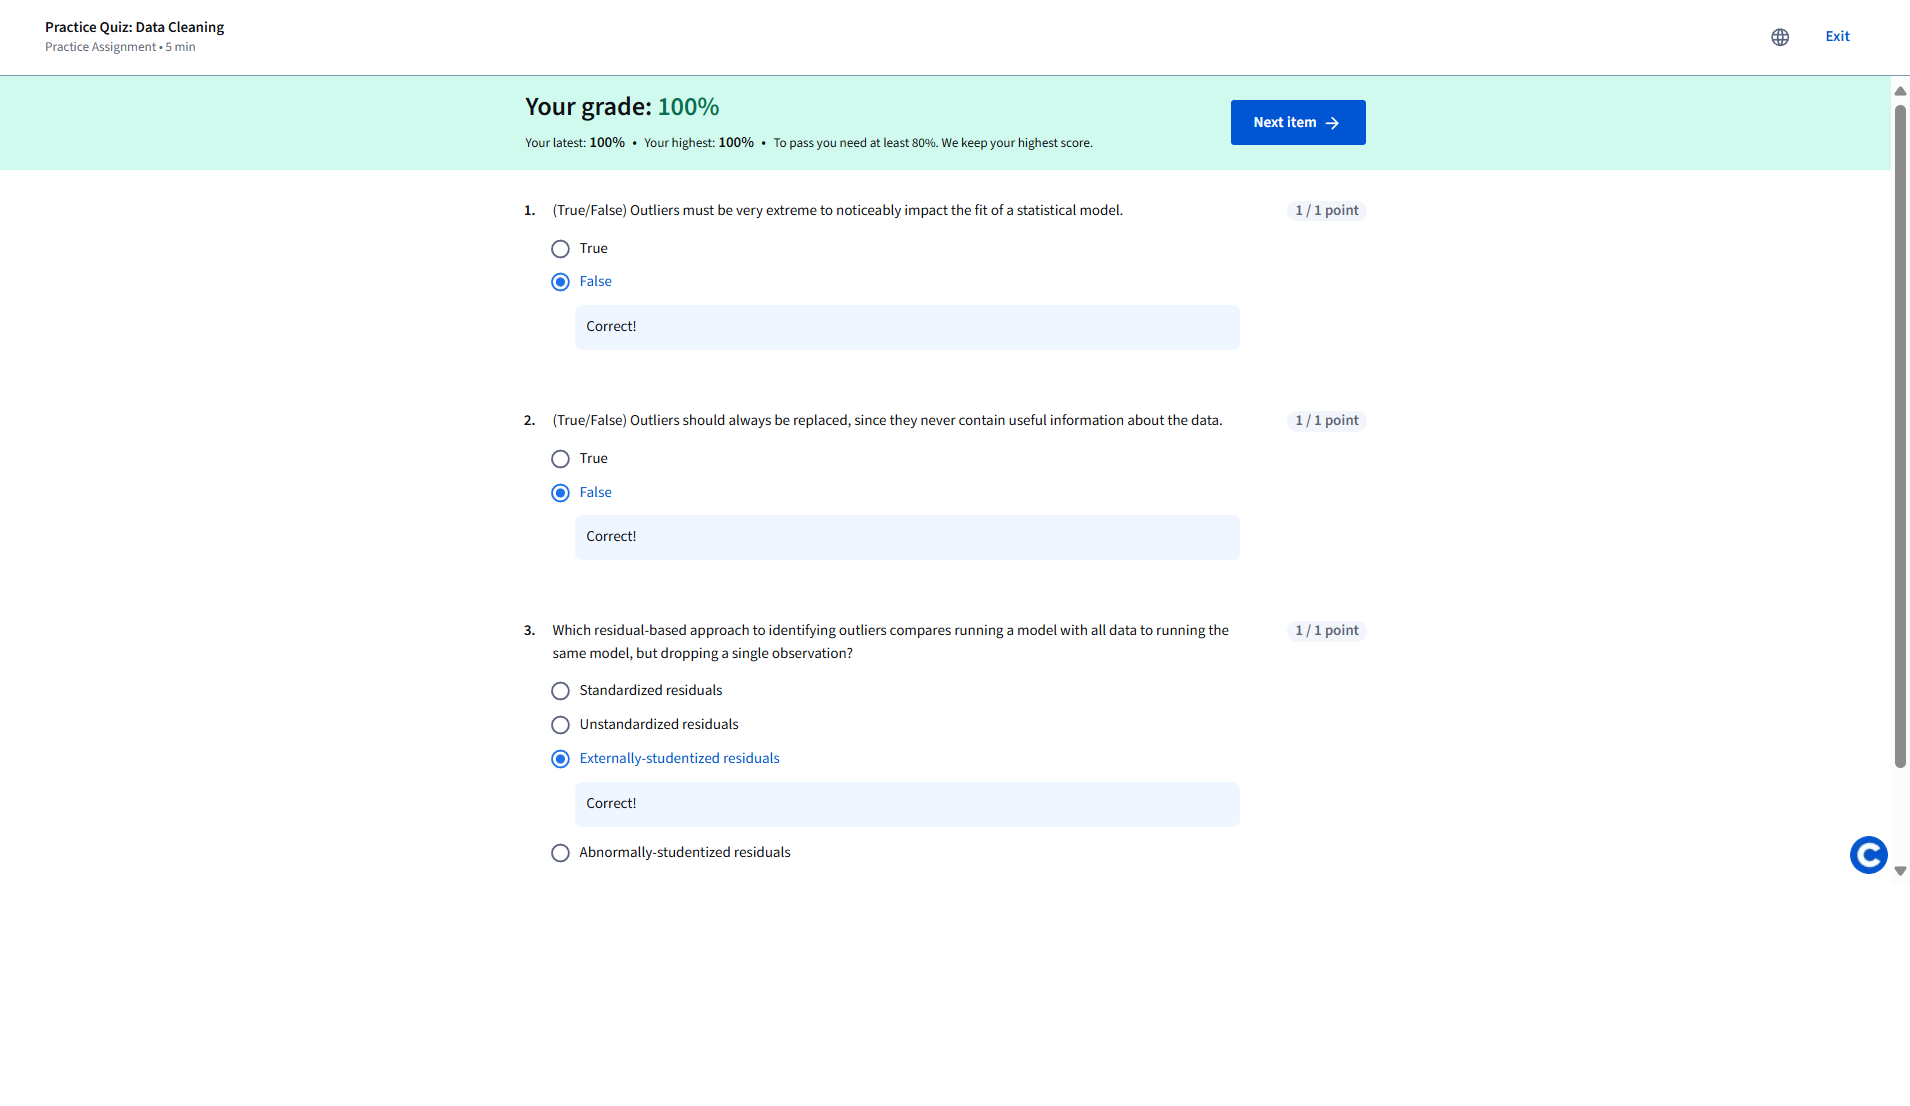 Practice Quiz: Data Cleaning
Practice Assignment • 5 min
Exit
Your grade: 100%
Your latest: 100% • Your highest: 100% • To pass you need at least 80%. We keep your highest score.
Next item →
1. (True/False) Outliers must be very extreme to noticeably impact the fit of a statistical model.
1 / 1 point
True
False
Correct!
2. (True/False) Outliers should always be replaced, since they never contain useful information about the data.
1 / 1 point
True
False
Correct!
3. Which residual-based approach to identifying outliers compares running a model with all data to running the
same model, but dropping a single observation?
1 / 1 point
Standardized residuals
Unstandardized residuals
Externally-studentized residuals
Correct!
Abnormally-studentized residuals
C